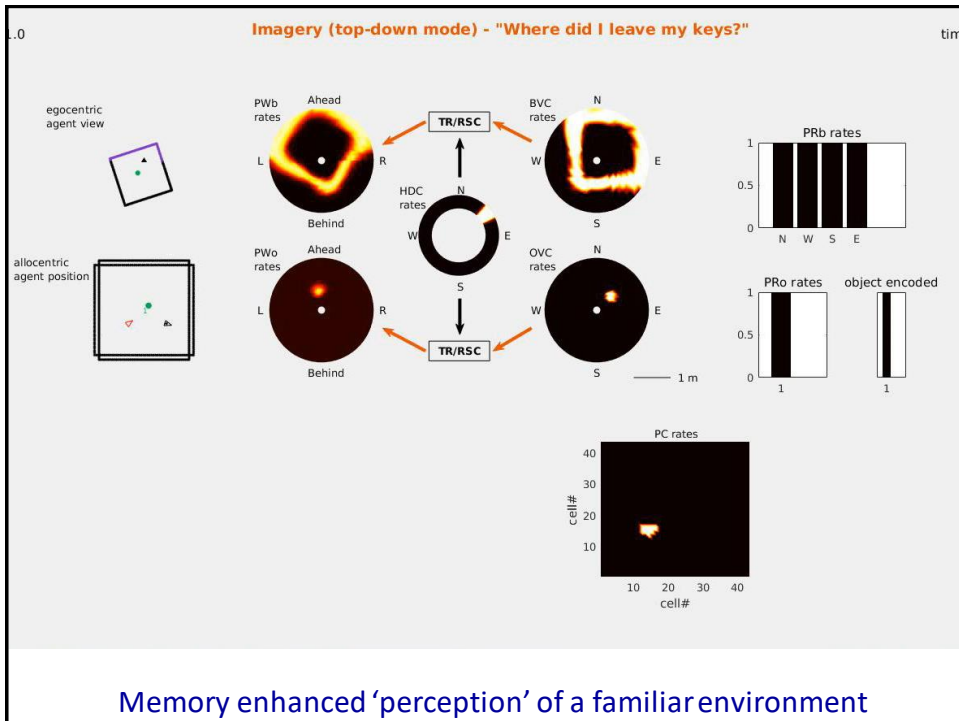 1.0
Imagery (top-down mode) - "Where did I leave my keys?"
tim
egocentric
agent view
PWb
rates
Ahead
L
R
Behind
TR/RSC
BVC
rates
N
W
E
S
HDC
rates
N
W
E
S
PRb rates
1
0.5
0
N W S E
allocentric
agent position
1
PWo
rates
Ahead
L
R
Behind
TR/RSC
OVC
rates
N
W
E
S
1 m
PRo rates
1
0.5
0
1
object encoded
1
PC rates
cell#
40
30
20
10
10 20 30 40
cell#
Memory enhanced ‘perception’ of a familiar environment